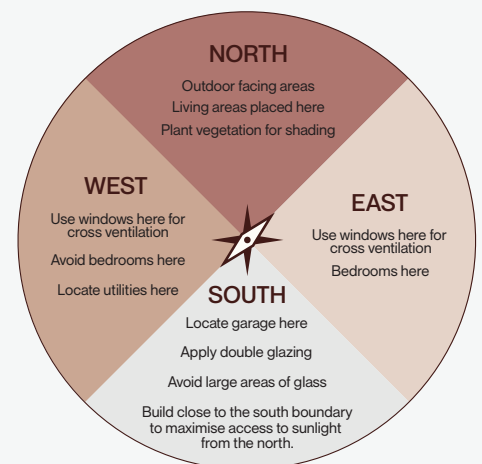 NORTH
Outdoor facing areas
Living areas placed here
Plant vegetation for shading
WEST
Use windows here for
cross ventilation
Avoid bedrooms here
Locate utilities here
EAST
Use windows here for
cross ventilation
Bedrooms here
SOUTH
Locate garage here
Apply double glazing
Avoid large areas of glass
Build close to the south boundary
to maximise access to sunlight
from the north.